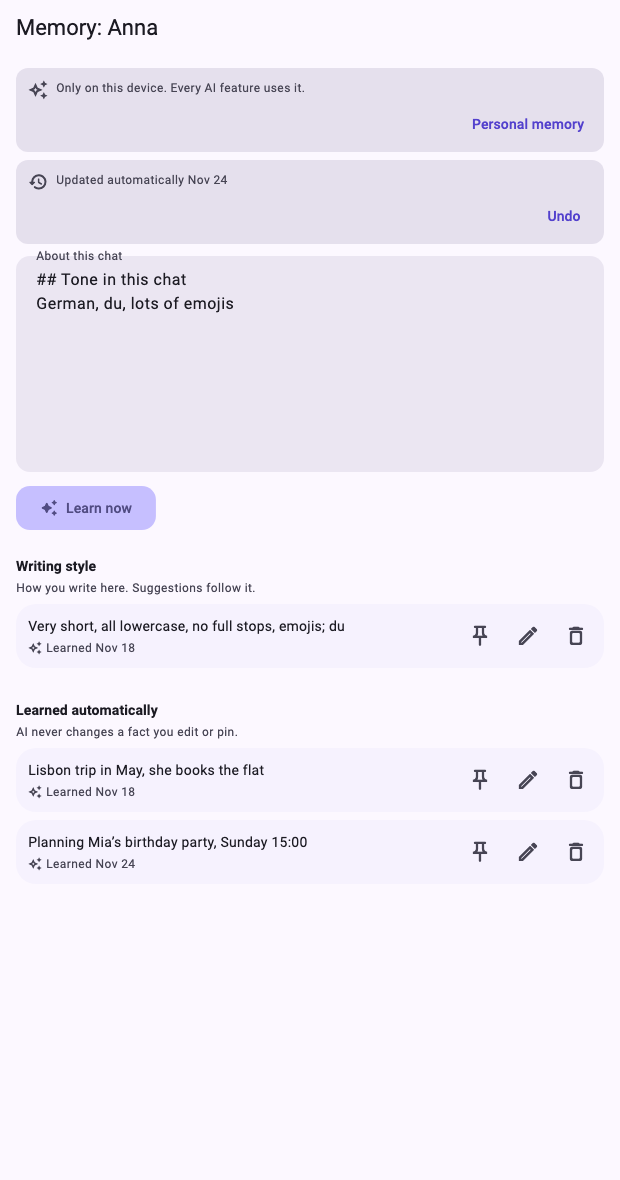 Memory: Anna
Only on this device. Every AI feature uses it.
Personal memory
Updated automatically Nov 24
Undo
About this chat
## Tone in this chat
German, du, lots of emojis
Learn now
Writing style
How you write here. Suggestions follow it.
Very short, all lowercase, no full stops, emojis; du
Learned Nov 18
Learned automatically
AI never changes a fact you edit or pin.
Lisbon trip in May, she books the flat
Learned Nov 18
Planning Mia’s birthday party, Sunday 15:00
Learned Nov 24